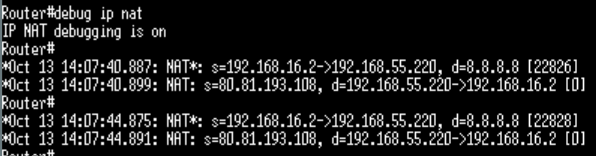 Router#debug ip nat
IP NAT debugging is on
Router#
*Oct 13 14:07:40.887: NAT*: s=192.168.16.2->192.168.55.220, d=8.8.8.8 [22826]
*Oct 13 14:07:40.899: NAT: s=80.81.193.108, d=192.168.55.220->192.168.16.2 [0]
Router#
*Oct 13 14:07:44.875: NAT*: s=192.168.16.2->192.168.55.220, d=8.8.8.8 [22828]
*Oct 13 14:07:44.891: NAT: s=80.81.193.108, d=192.168.55.220->192.168.16.2 [0]
Router#